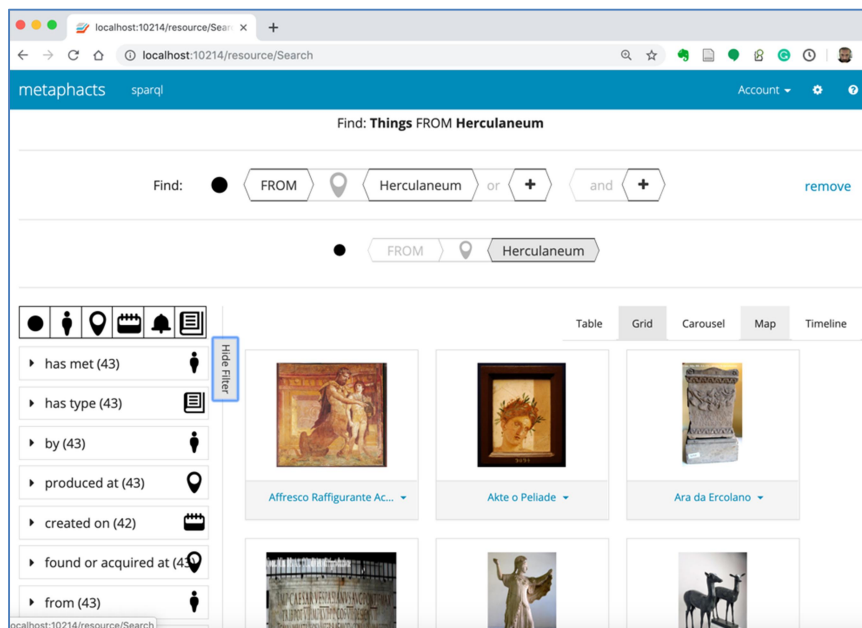 localhost:10214/resource/Sear
localhost:10214/resource/Search
metaphacts sparql Account
Find: Things FROM Herculaneum
Find: FROM Herculaneum or + and + remove
FROM Herculaneum
Table Grid Carousel Map Timeline
Hide Filter
has met (43)
has type (43)
by (43)
produced at (43)
created on (42)
found or acquired at (43)
from (43)
Affresco Raffigurante Ac... Akte o Peliade Ara da Ercolano
localhost:10214/resource/Search